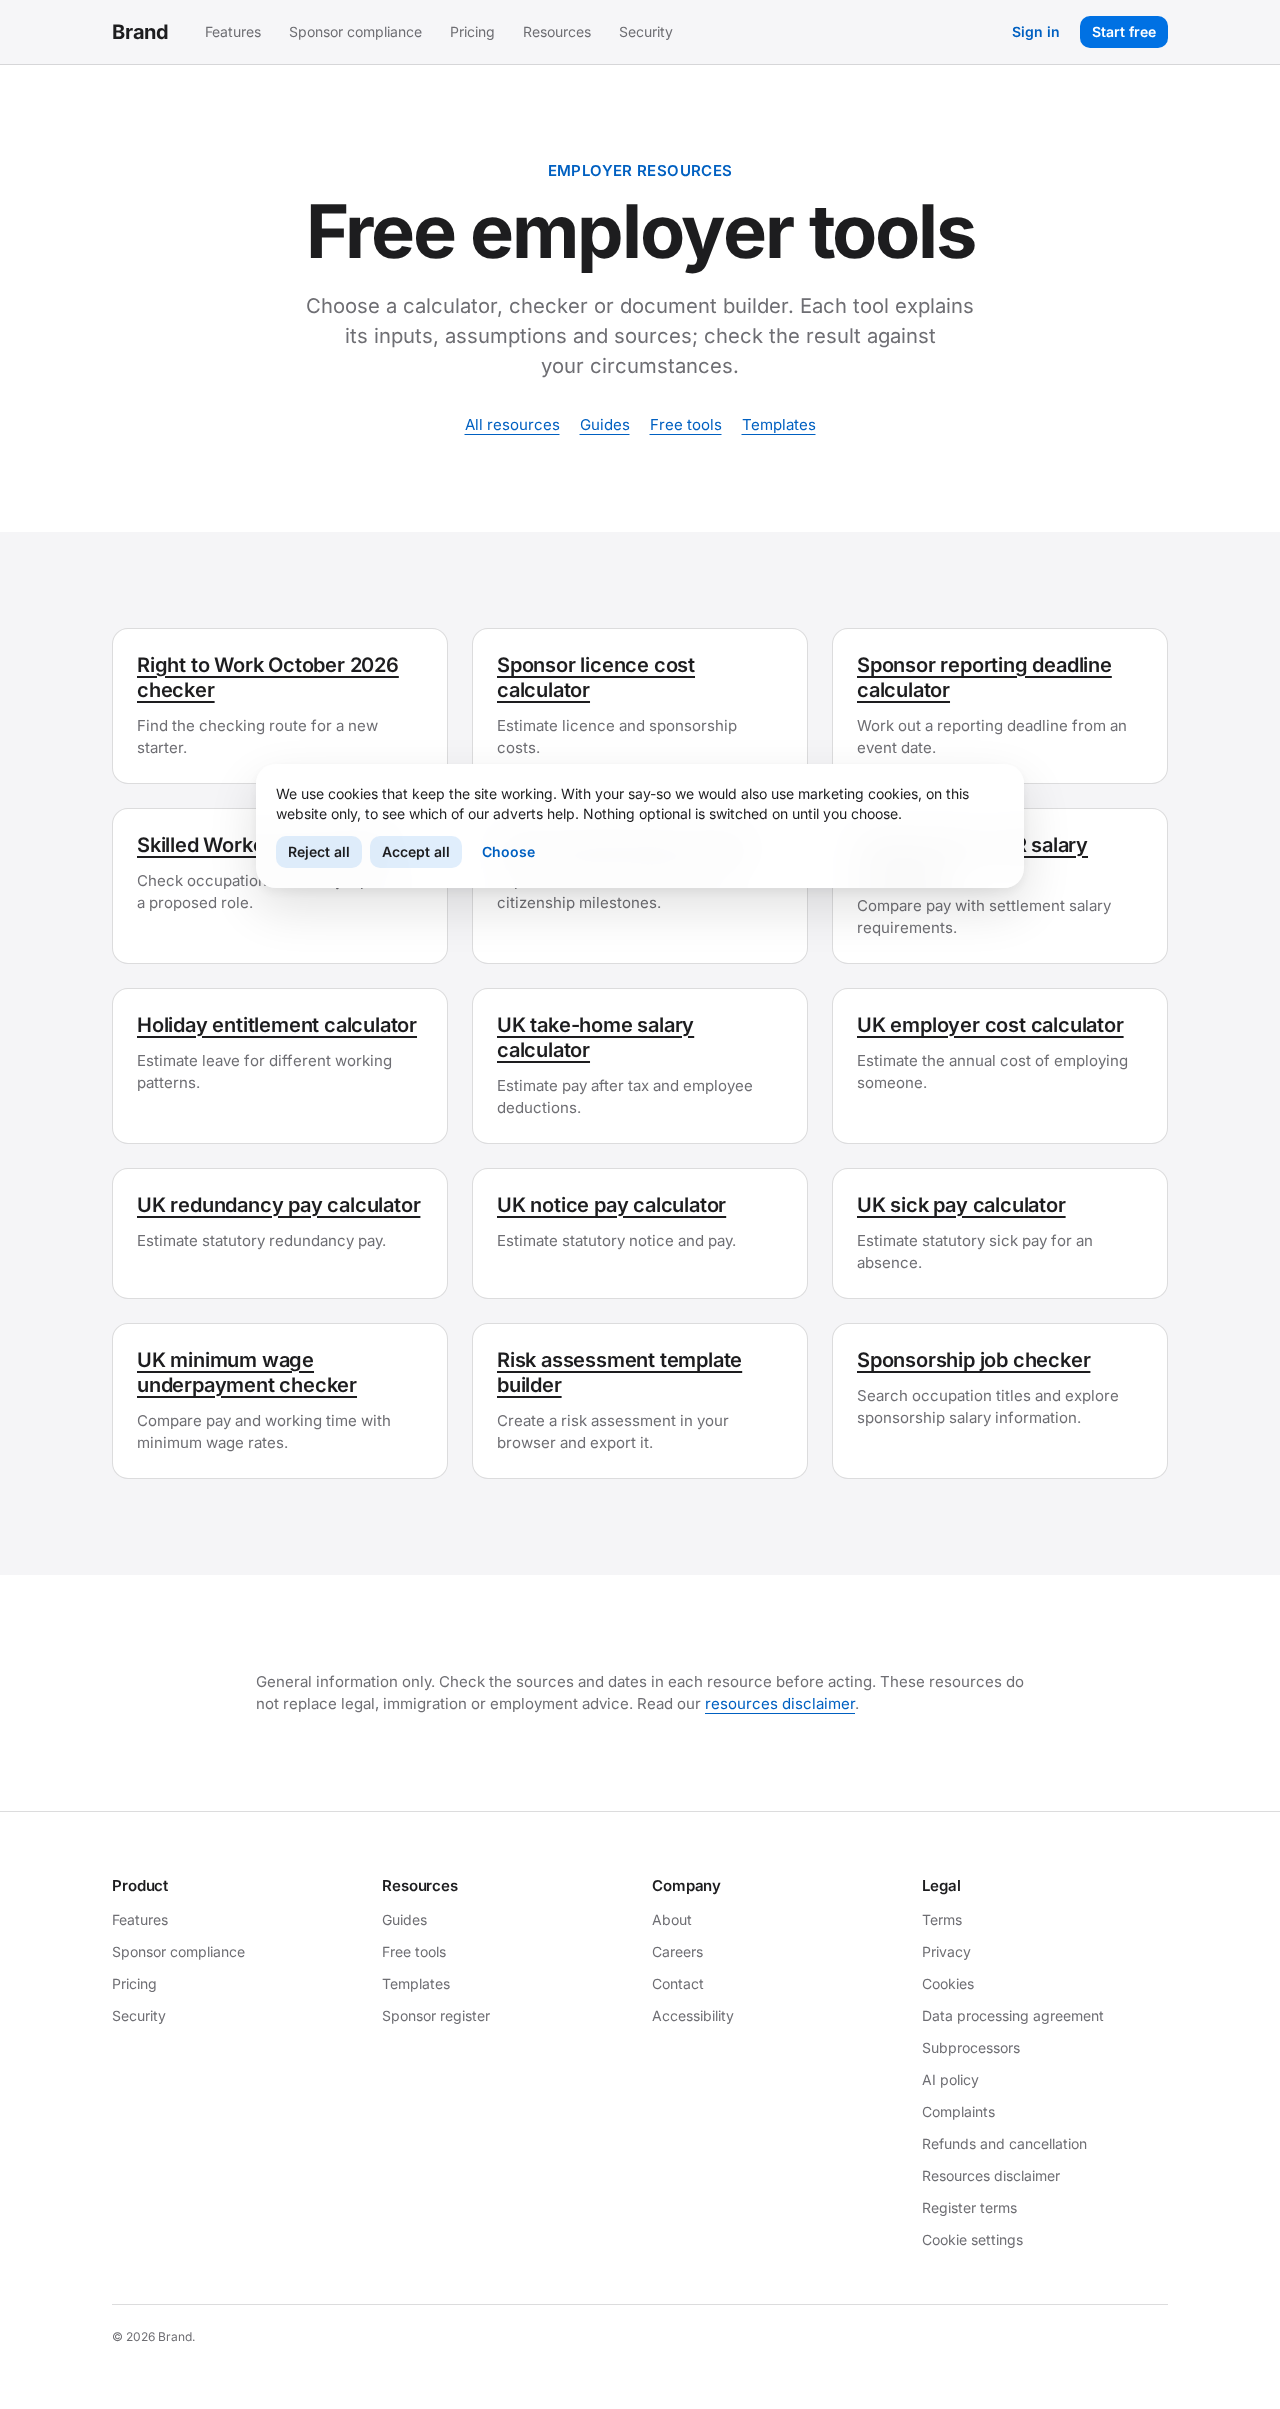 Brand
Features
Sponsor compliance
Pricing
Resources
Security
Sign in
Start free
EMPLOYER RESOURCES
Free employer tools
Choose a calculator, checker or document builder. Each tool explains
its inputs, assumptions and sources; check the result against
your circumstances.
All resources
Guides
Free tools
Templates
Right to Work October 2026
checker
Find the checking route for a new
starter.
Sponsor licence cost
calculator
Estimate licence and sponsorship
costs.
Sponsor reporting deadline
calculator
Work out a reporting deadline from an
event date.
We use cookies that keep the site working. With your say-so we would also use marketing cookies, on this
website only, to see which of our adverts help. Nothing optional is switched on until you choose.
Reject all
Accept all
Choose
Skilled
Check occupation
a proposed role.
citizenship milestones.
salary
Compare pay with settlement salary
requirements.
Holiday entitlement calculator
Estimate leave for different working
patterns.
UK take-home salary
calculator
Estimate pay after tax and employee
deductions.
UK employer cost calculator
Estimate the annual cost of employing
someone.
UK redundancy pay calculator
Estimate statutory redundancy pay.
UK notice pay calculator
Estimate statutory notice and pay.
UK sick pay calculator
Estimate statutory sick pay for an
absence.
UK minimum wage
underpayment checker
Compare pay and working time with
minimum wage rates.
Risk assessment template
builder
Create a risk assessment in your
browser and export it.
Sponsorship job checker
Search occupation titles and explore
sponsorship salary information.
General information only. Check the sources and dates in each resource before acting. These resources do
not replace legal, immigration or employment advice. Read our resources disclaimer.
Product
Features
Sponsor compliance
Pricing
Security
Resources
Guides
Free tools
Templates
Sponsor register
Company
About
Careers
Contact
Accessibility
Legal
Terms
Privacy
Cookies
Data processing agreement
Subprocessors
AI policy
Complaints
Refunds and cancellation
Resources disclaimer
Register terms
Cookie settings
© 2026 Brand.